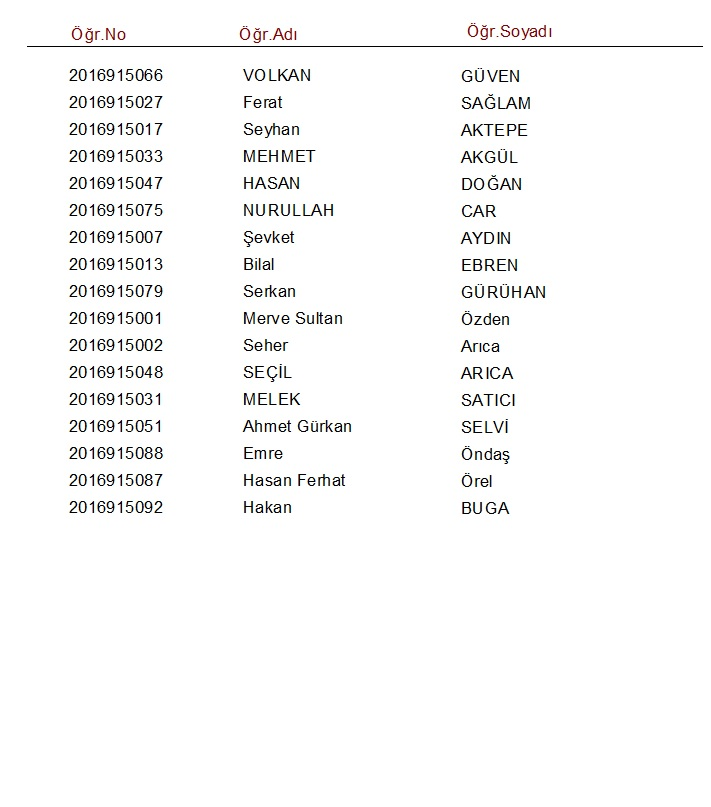 Öğr.No Öğr.Adı Öğr.Soyadı
2016915066 VOLKAN GÜVEN
2016915027 Ferat SAĞLAM
2016915017 Seyhan AKTEPE
2016915033 MEHMET AKGÜL
2016915047 HASAN DOĞAN
2016915075 NURULLAH CAR
2016915007 Şevket AYDIN
2016915013 Bilal EBREN
2016915079 Serkan GÜRÜHAN
2016915001 Merve Sultan Özden
2016915002 Seher Arıca
2016915048 SEÇİL ARICA
2016915031 MELEK SATICI
2016915051 Ahmet Gürkan SELVİ
2016915088 Emre Öndaş
2016915087 Hasan Ferhat Örel
2016915092 Hakan BUGA